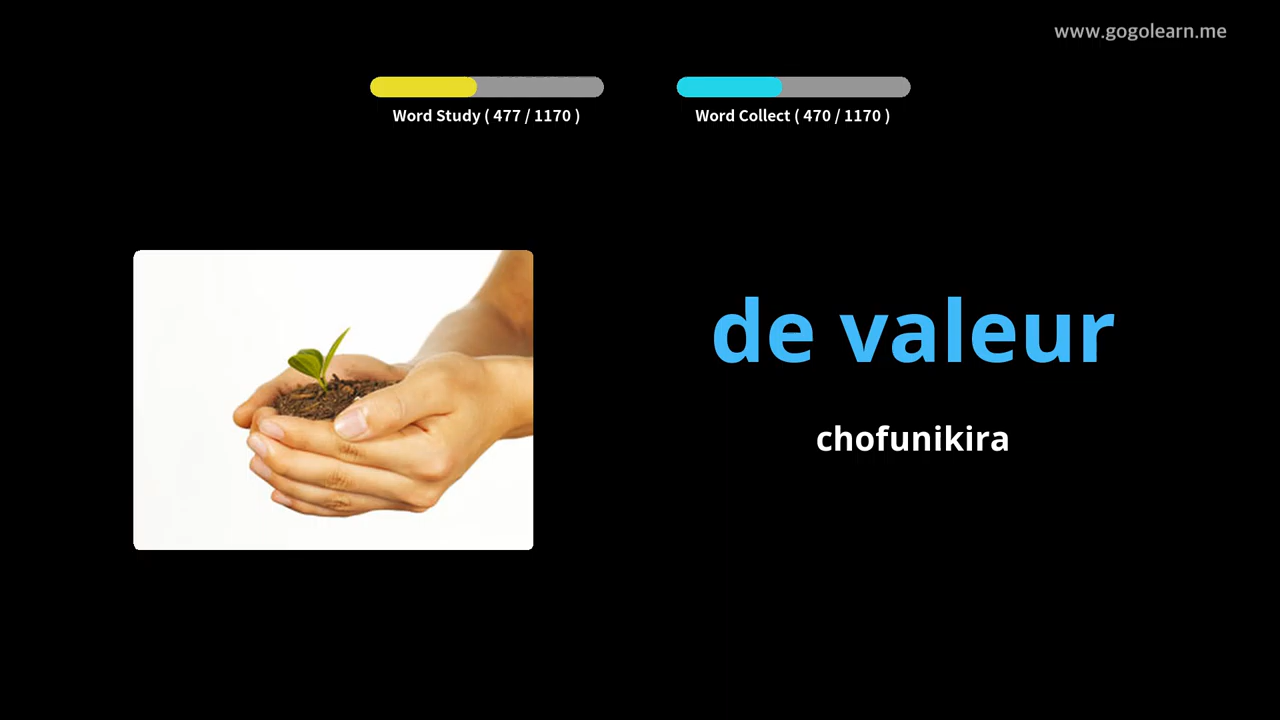 www.gogolearn.me
Word Study ( 477 / 1170 )
Word Collect ( 470 / 1170 )
de valeur
chofunikira